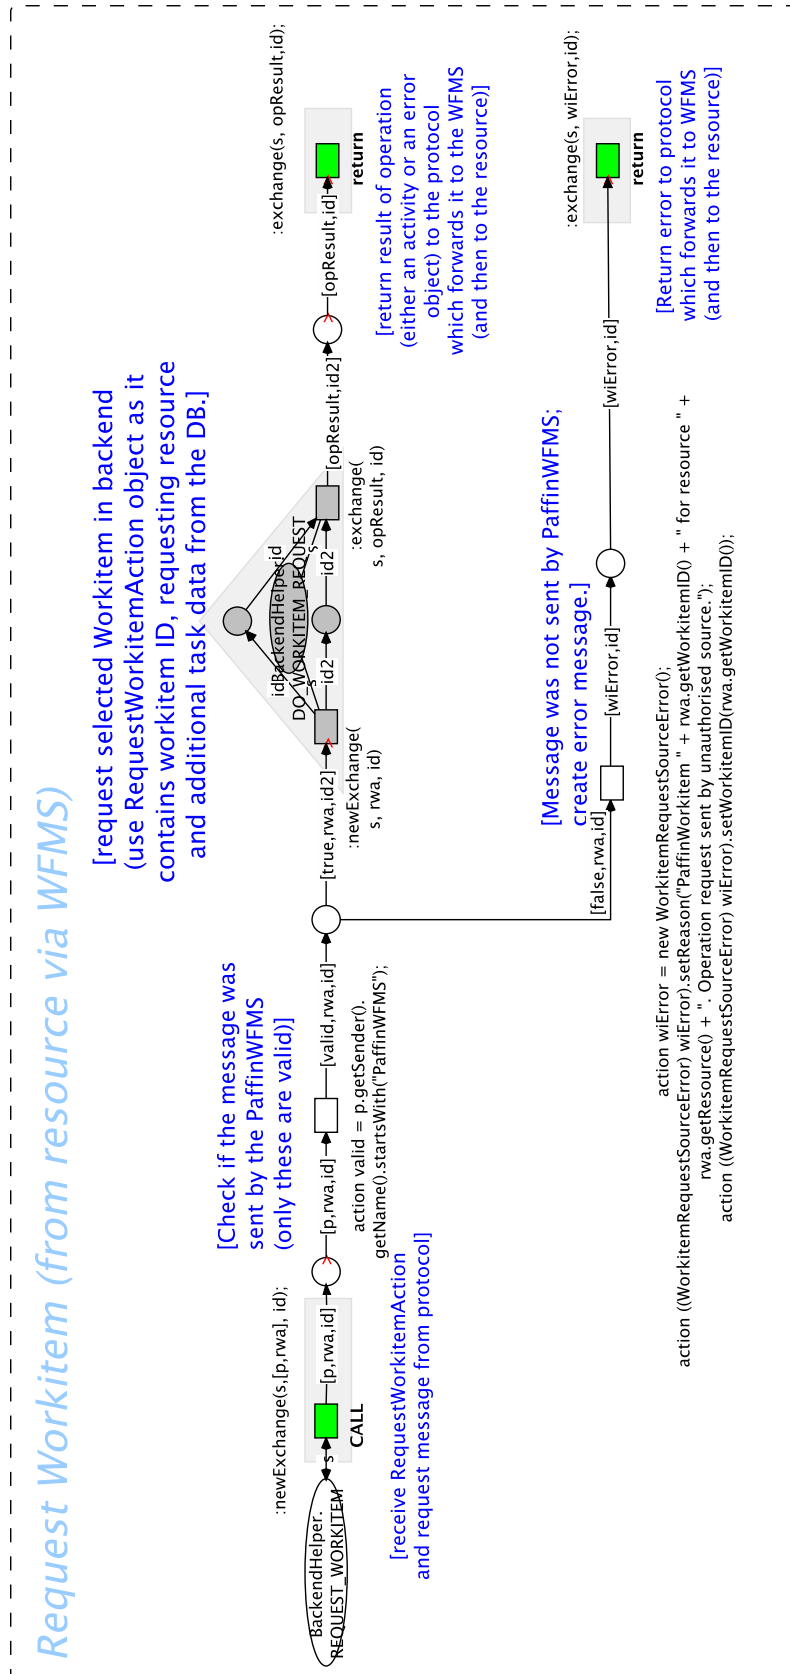 Request Workitem (from resource via WFMS)
BackendHelper.
REQUEST_WORKITEM
s
:newExchange(s,[p,rwa], id);
CALL
[p,rwa,id]
[receive RequestWorkitemAction
and request message from protocol]
[Check if the message was
sent by the PaffinWFMS
(only these are valid)]
[p,rwa,id]
action valid = p.getSender().
getName().startsWith("PaffinWFMS");
[valid,rwa,id]
[request selected Workitem in backend
(use RequestWorkitemAction object as it
contains workitem ID, requesting resource
and additional task data from the DB.]
[true,rwa,id2]
:newExchange(
s, rwa, id)
id
BackendHelper.
DO_WORKITEM_REQUEST
id
s
s
id2
id2
:exchange(
s, opResult, id)
[opResult,id2]
[opResult,id]
:exchange(s, opResult,id);
return
[return result of operation
(either an activity or an error
object) to the protocol
which forwards it to the WFMS
(and then to the resource)]
[false,rwa,id]
[Message was not sent by PaffinWFMS;
create error message.]
[wiError,id]
[wiError,id]
:exchange(s, wiError,id);
return
[Return error to protocol
which forwards it to WFMS
(and then to the resource)]
action wiError = new WorkitemRequestSourceError();
action ((WorkitemRequestSourceError) wiError).setReason("PaffinWorkitem " + rwa.getWorkitemID() + " for resource " +
rwa.getResource() + ". Operation request sent by unauthorised source.");
action ((WorkitemRequestSourceError) wiError).setWorkitemID(rwa.getWorkitemID());